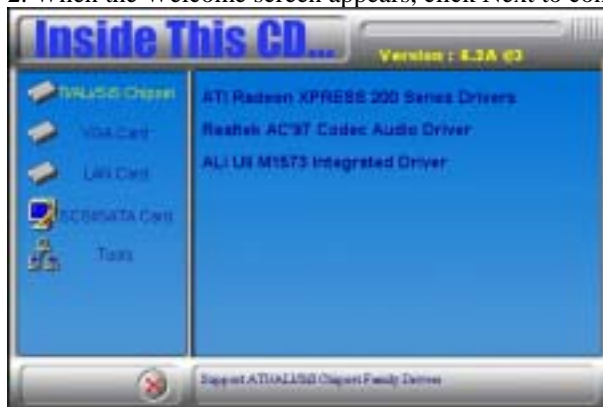 2. When the Welcome screen appears, click Next to con
Inside This CD...
Version : 6.2A @3
ATI/ALI/SiS Chipset
VGA Card
LAN Card
SCSI/SATA Card
Tools
ATI Radeon XPRESS 200 Series Drivers
Realtek AC'97 Codec Audio Driver
ALI Uli M1573 Integrated Driver
Support ATI/ALI/SiS Chipset Family Drivers